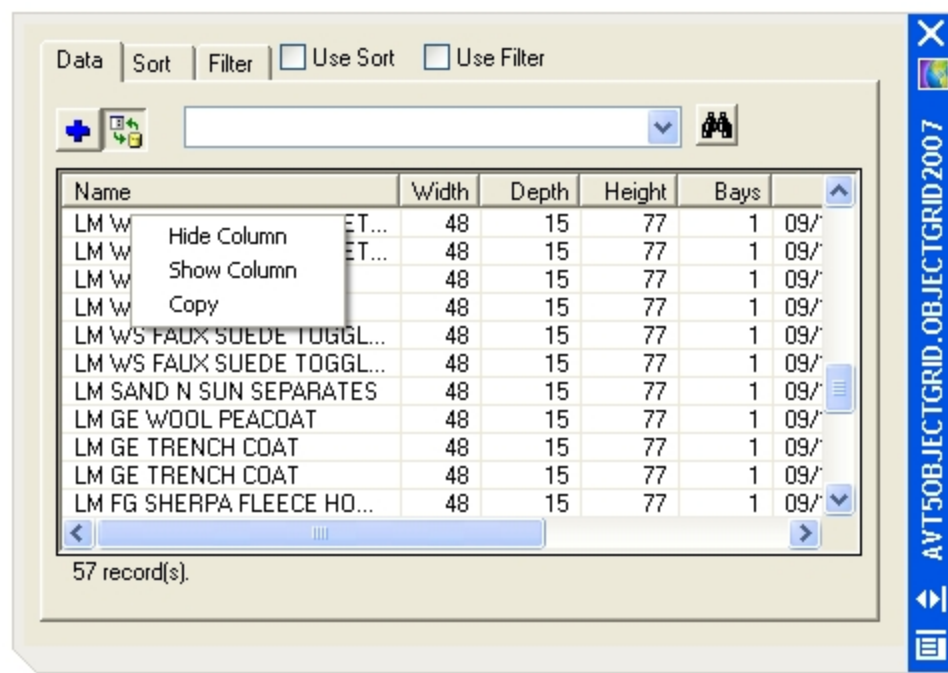 Data Sort Filter Use Sort Use Filter
Name Width Depth Height Bays
LM W ET... 48 15 77 1 09/
LM W ET... 48 15 77 1 09/
LM W 48 15 77 1 09/
LM W 48 15 77 1 09/
Hide Column
Show Column
Copy
LM WS FAUX SUEDE TOGGL... 48 15 77 1 09/
LM WS FAUX SUEDE TOGGL... 48 15 77 1 09/
LM SAND N SUN SEPARATES 48 15 77 1 09/
LM GE WOOL PEACOAT 48 15 77 1 09/
LM GE TRENCH COAT 48 15 77 1 09/
LM GE TRENCH COAT 48 15 77 1 09/
LM FG SHERPA FLEECE HO... 48 15 77 1 09/
57 record(s).
AVT5OBJECTGRID.OBJECTGRID2007